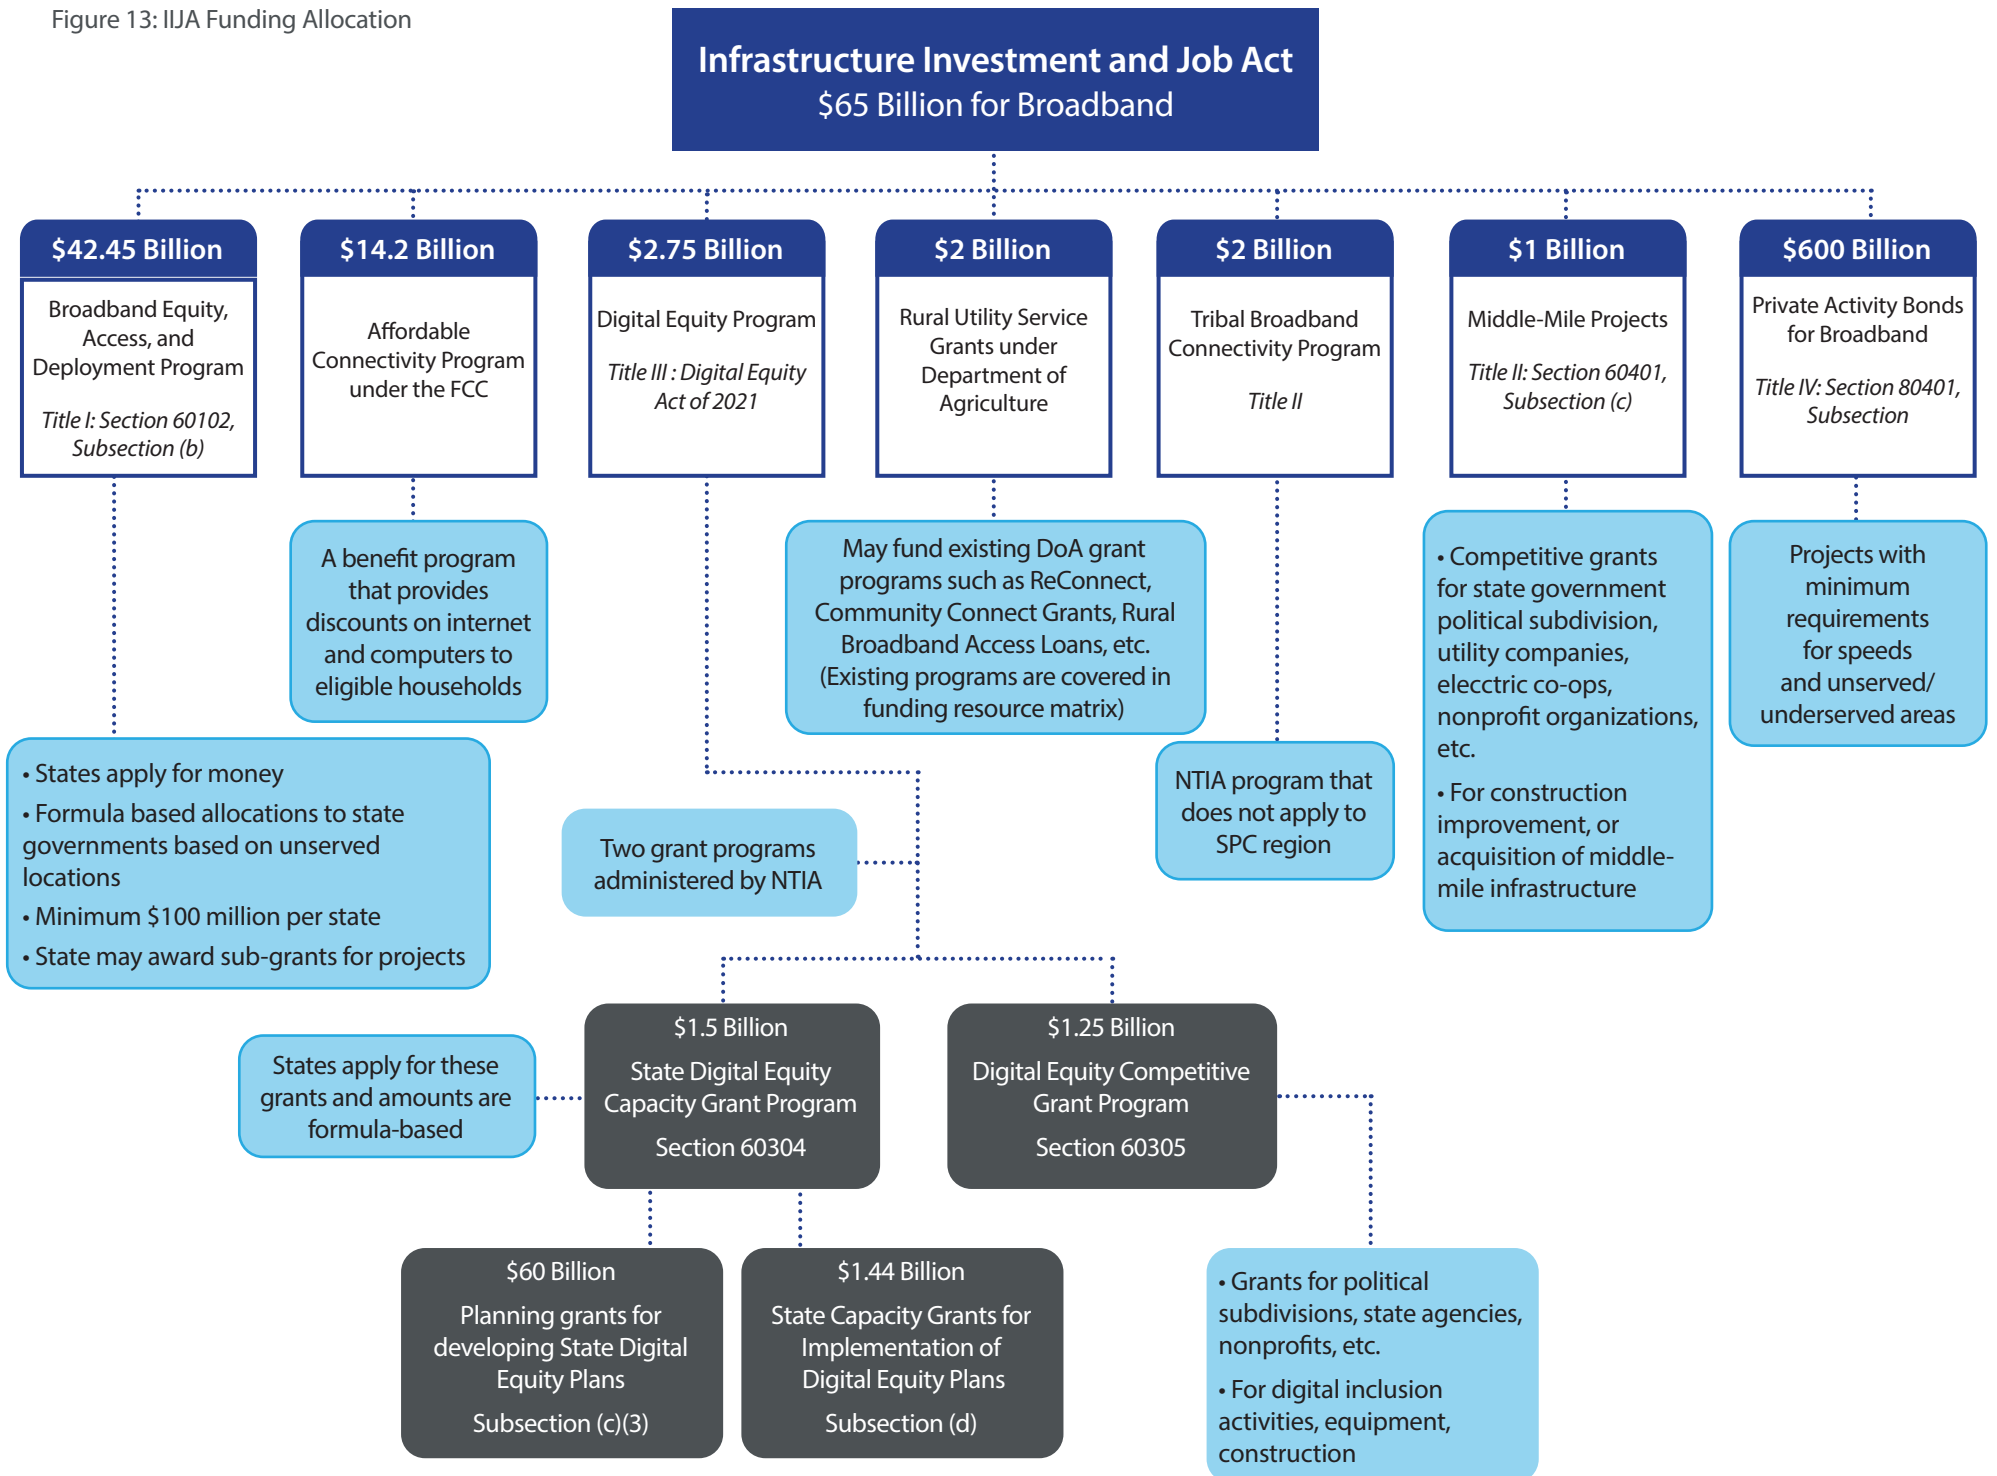 Figure 13: IIJA Funding Allocation
Infrastructure Investment and Job Act
$65 Billion for Broadband
$42.45 Billion
Broadband Equity,
Access, and
Deployment Program
Title I: Section 60102,
Subsection (b)
$14.2 Billion
Affordable
Connectivity Program
under the FCC
$2.75 Billion
Digital Equity Program
Title III : Digital Equity
Act of 2021
$2 Billion
Rural Utility Service
Grants under
Department of
Agriculture
$2 Billion
Tribal Broadband
Connectivity Program
Title II
$1 Billion
Middle-Mile Projects
Title II: Section 60401,
Subsection (c)
$600 Billion
Private Activity Bonds
for Broadband
Title IV: Section 80401,
Subsection
A benefit program
that provides
discounts on internet
and computers to
eligible households
May fund existing DoA grant
programs such as ReConnect,
Community Connect Grants, Rural
Broadband Access Loans, etc.
(Existing programs are covered in
funding resource matrix)
• Competitive grants
for state government
political subdivision,
utility companies,
elecctric co-ops,
nonprofit organizations,
etc.
• For construction
improvement, or
acquisition of middle-
mile infrastructure
Projects with
minimum
requirements
for speeds
and unserved/
underserved areas
• States apply for money
• Formula based allocations to state
governments based on unserved
locations
• Minimum $100 million per state
• State may award sub-grants for projects
Two grant programs
administered by NTIA
NTIA program that
does not apply to
SPC region
States apply for these
grants and amounts are
formula-based
$1.5 Billion
State Digital Equity
Capacity Grant Program
Section 60304
$1.25 Billion
Digital Equity Competitive
Grant Program
Section 60305
$60 Billion
Planning grants for
developing State Digital
Equity Plans
Subsection (c)(3)
$1.44 Billion
State Capacity Grants for
Implementation of
Digital Equity Plans
Subsection (d)
• Grants for political
subdivisions, state agencies,
nonprofits, etc.
• For digital inclusion
activities, equipment,
construction